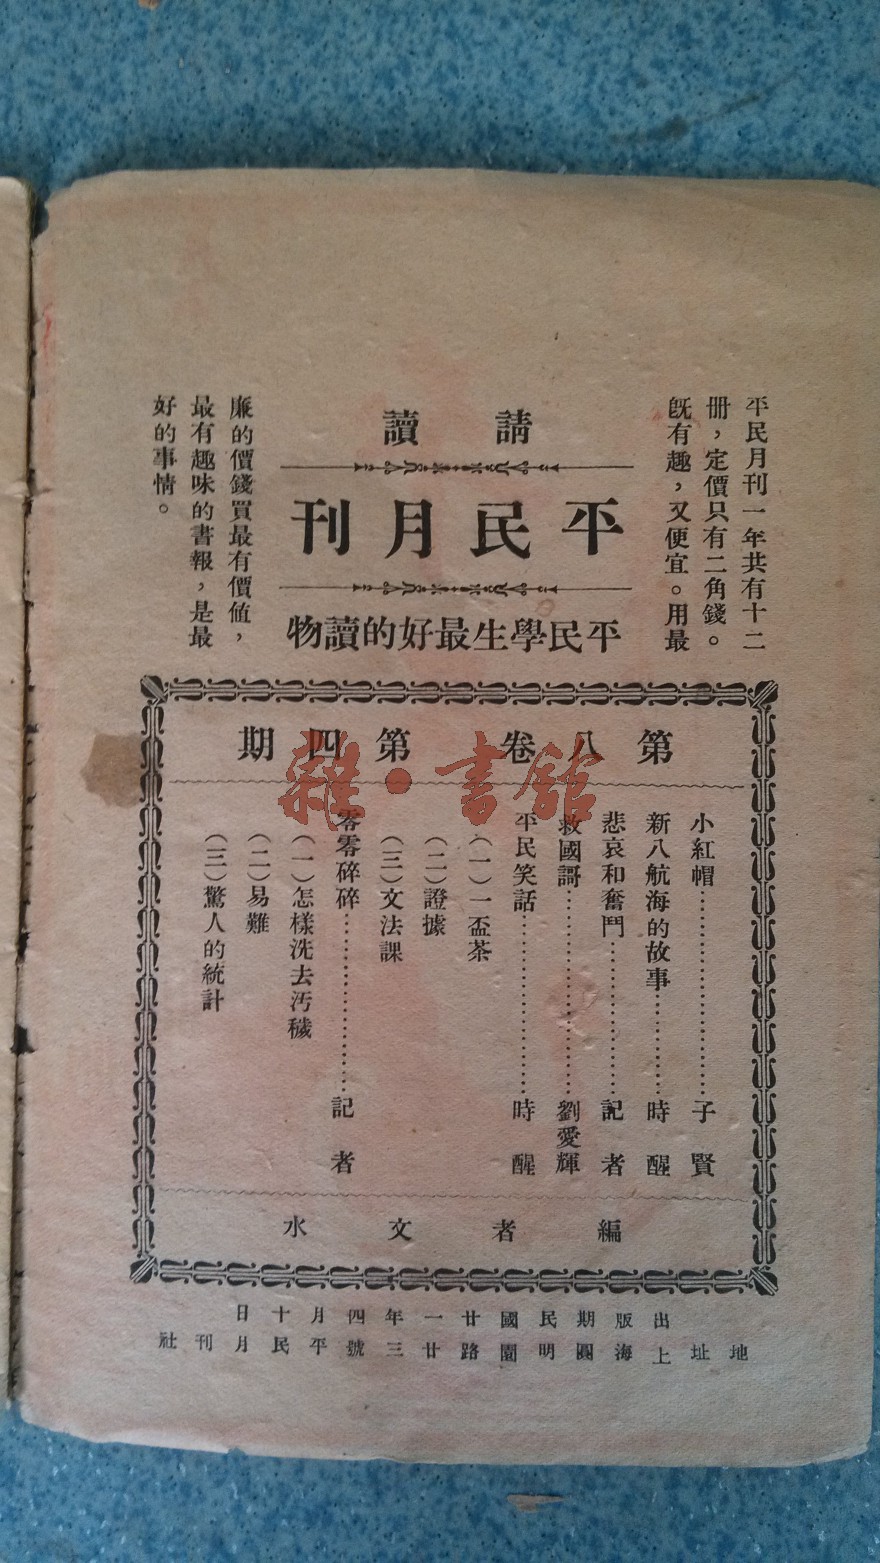 請讀
平民月刊
平民學生最好的讀物
平民月刊一年共有十二
册，定價只有二角錢。
旣有趣，又便宜。用最
廉的價錢買最有價値，
最有趣味的書報，是最
好的事情。
第八卷 第四期
小紅帽……………………子賢
新八航海的故事…………時醒
悲哀和奮鬥………………記者
救國謌……………………劉愛輝
平民笑話…………………時醒
（一）一盃茶
（二）證據
（三）文法課
零零碎碎…………………記者
（一）怎樣洗去汚穢
（二）易難
（三）驚人的統計
編者文水
出版期民國廿一年四月十日
地址上海圓明園路廿三號平民月刊社
雜·書館